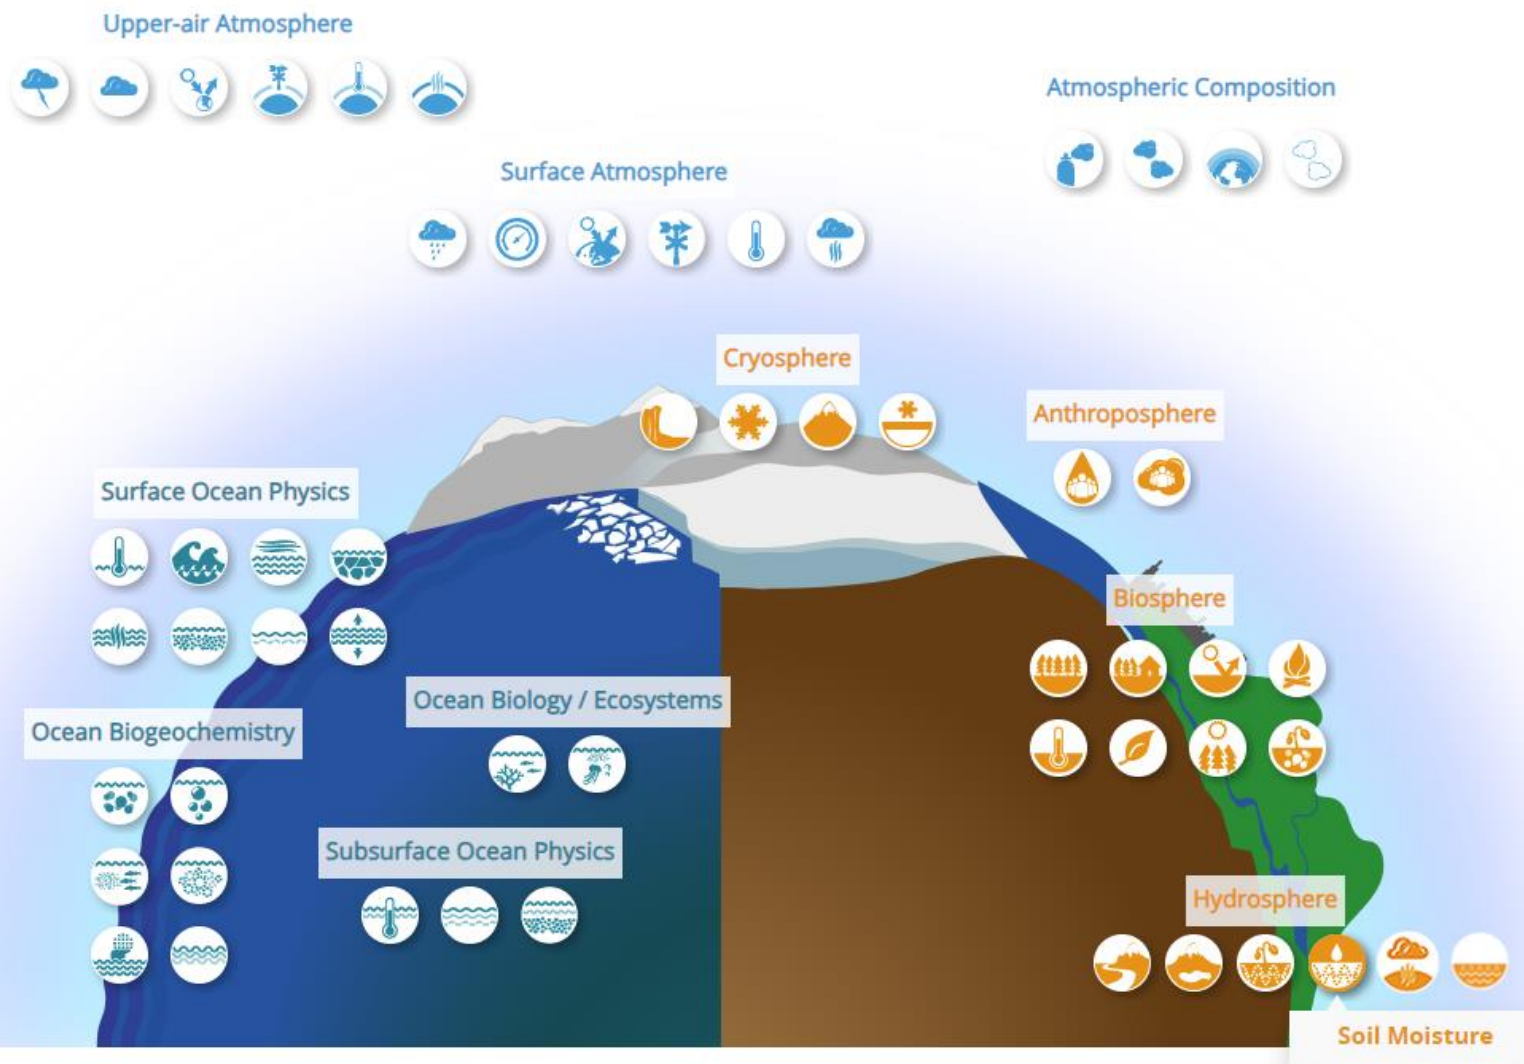 Upper-air Atmosphere
Atmospheric Composition
Surface Atmosphere
Cryosphere
Anthroposphere
Surface Ocean Physics
Biosphere
Ocean Biology / Ecosystems
Ocean Biogeochemistry
Subsurface Ocean Physics
Hydrosphere
Soil Moisture